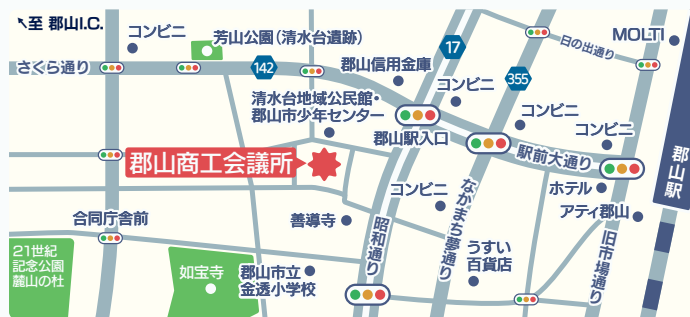 ↖至 郡山I.C.
コンビニ
芳山公園（清水台遺跡）
17
日の出通り
MOLTI
さくら通り
142
郡山信用金庫
コンビニ
355
清水台地域公民館・
郡山市少年センター
コンビニ
コンビニ
郡山駅入口
駅前大通り
郡山駅
郡山商工会議所
コンビニ
ホテル
アティ郡山
合同庁舎前
善導寺
昭和通り
なかまち夢通り
旧市場通り
21世紀
記念公園
麓山の杜
如宝寺
郡山市立
金透小学校
うすい
百貨店